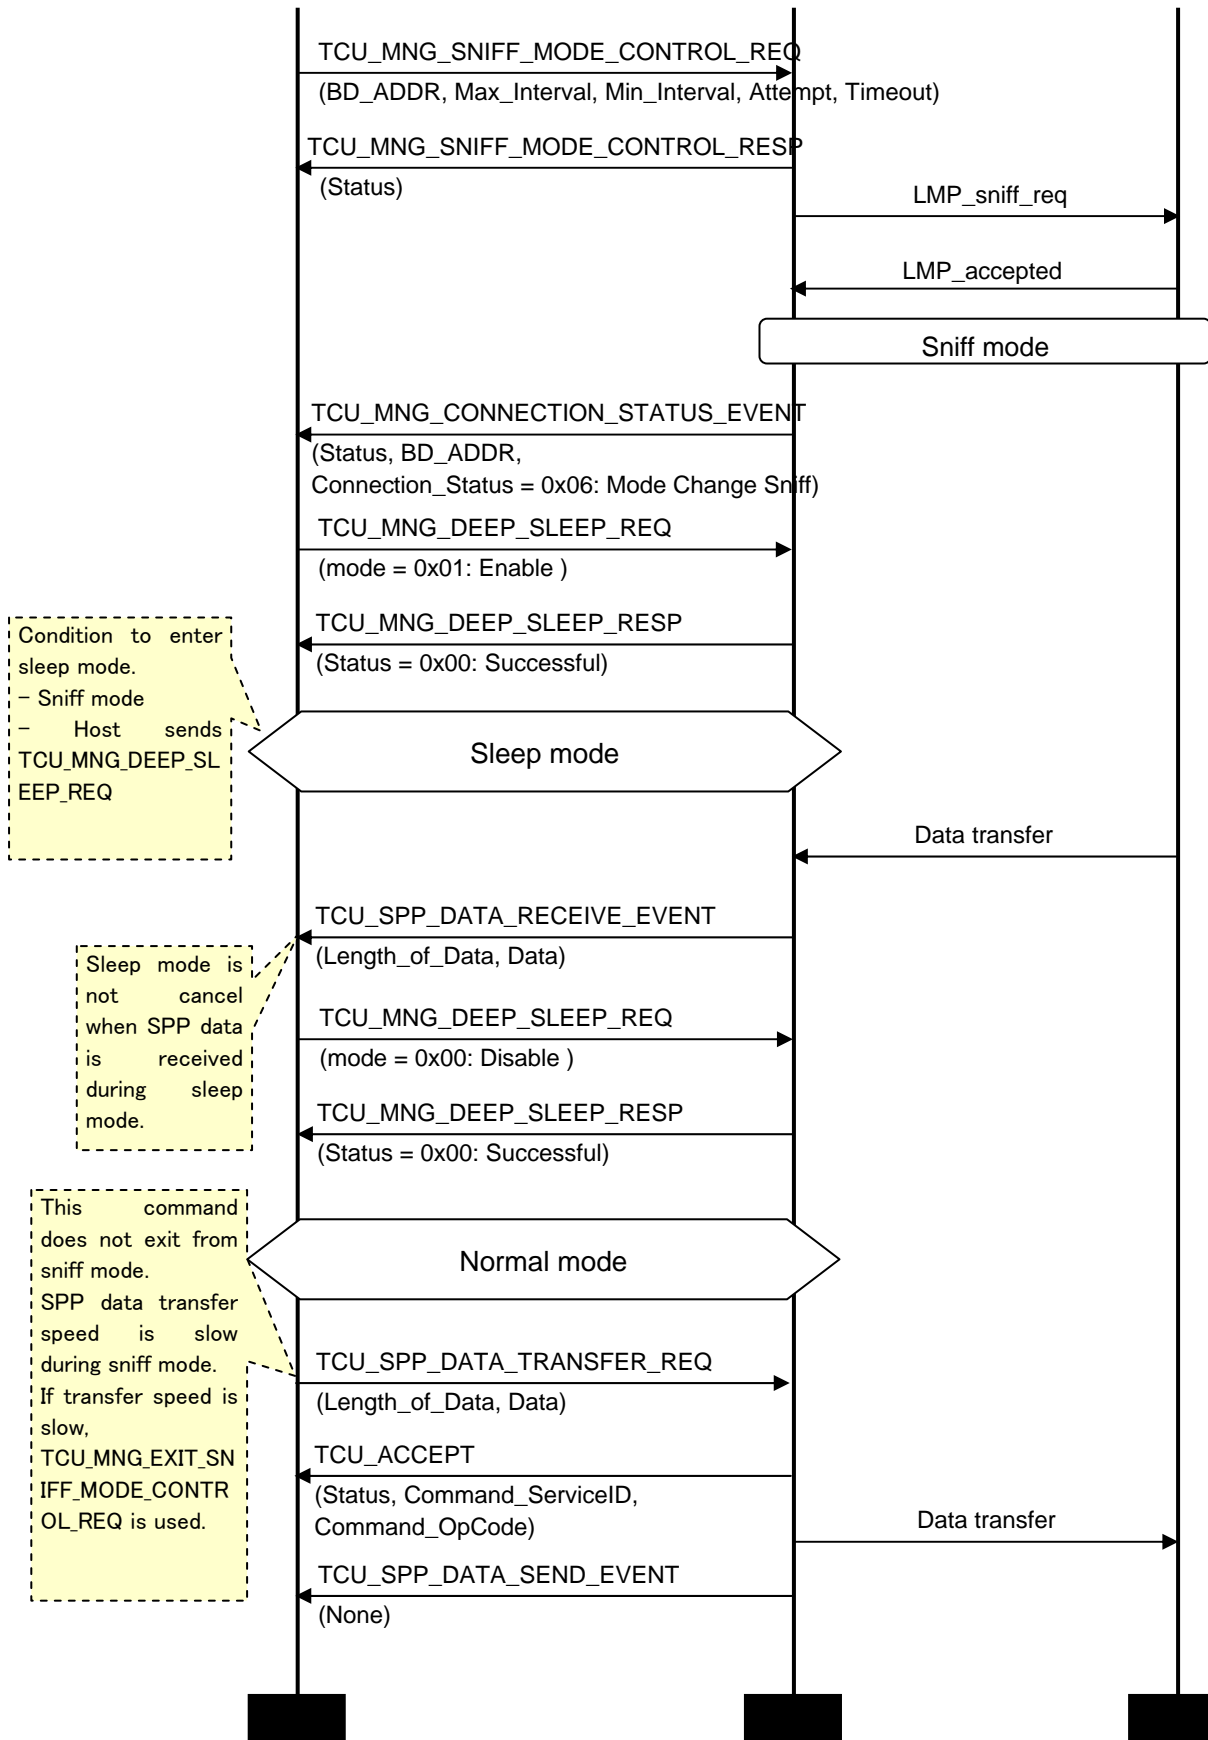 TCU_MNG_SNIFF_MODE_CONTROL_REQ
(BD_ADDR, Max_Interval, Min_Interval, Attempt, Timeout)
TCU_MNG_SNIFF_MODE_CONTROL_RESP
(Status)
LMP_sniff_req
LMP_accepted
Sniff mode
TCU_MNG_CONNECTION_STATUS_EVENT
(Status, BD_ADDR,
Connection_Status = 0x06: Mode Change Sniff)
TCU_MNG_DEEP_SLEEP_REQ
(mode = 0x01: Enable )
TCU_MNG_DEEP_SLEEP_RESP
(Status = 0x00: Successful)
Condition to enter
sleep mode.
- Sniff mode
- Host sends
TCU_MNG_DEEP_SL
EEP_REQ
Sleep mode
Data transfer
TCU_SPP_DATA_RECEIVE_EVENT
(Length_of_Data, Data)
Sleep mode is
not cancel
when SPP data
is received
during sleep
mode.
TCU_MNG_DEEP_SLEEP_REQ
(mode = 0x00: Disable )
TCU_MNG_DEEP_SLEEP_RESP
(Status = 0x00: Successful)
This command
does not exit from
sniff mode.
SPP data transfer
speed is slow
during sniff mode.
If transfer speed is
slow,
TCU_MNG_EXIT_SN
IFF_MODE_CONTR
OL_REQ is used.
Normal mode
TCU_SPP_DATA_TRANSFER_REQ
(Length_of_Data, Data)
TCU_ACCEPT
(Status, Command_ServiceID,
Command_OpCode)
Data transfer
TCU_SPP_DATA_SEND_EVENT
(None)